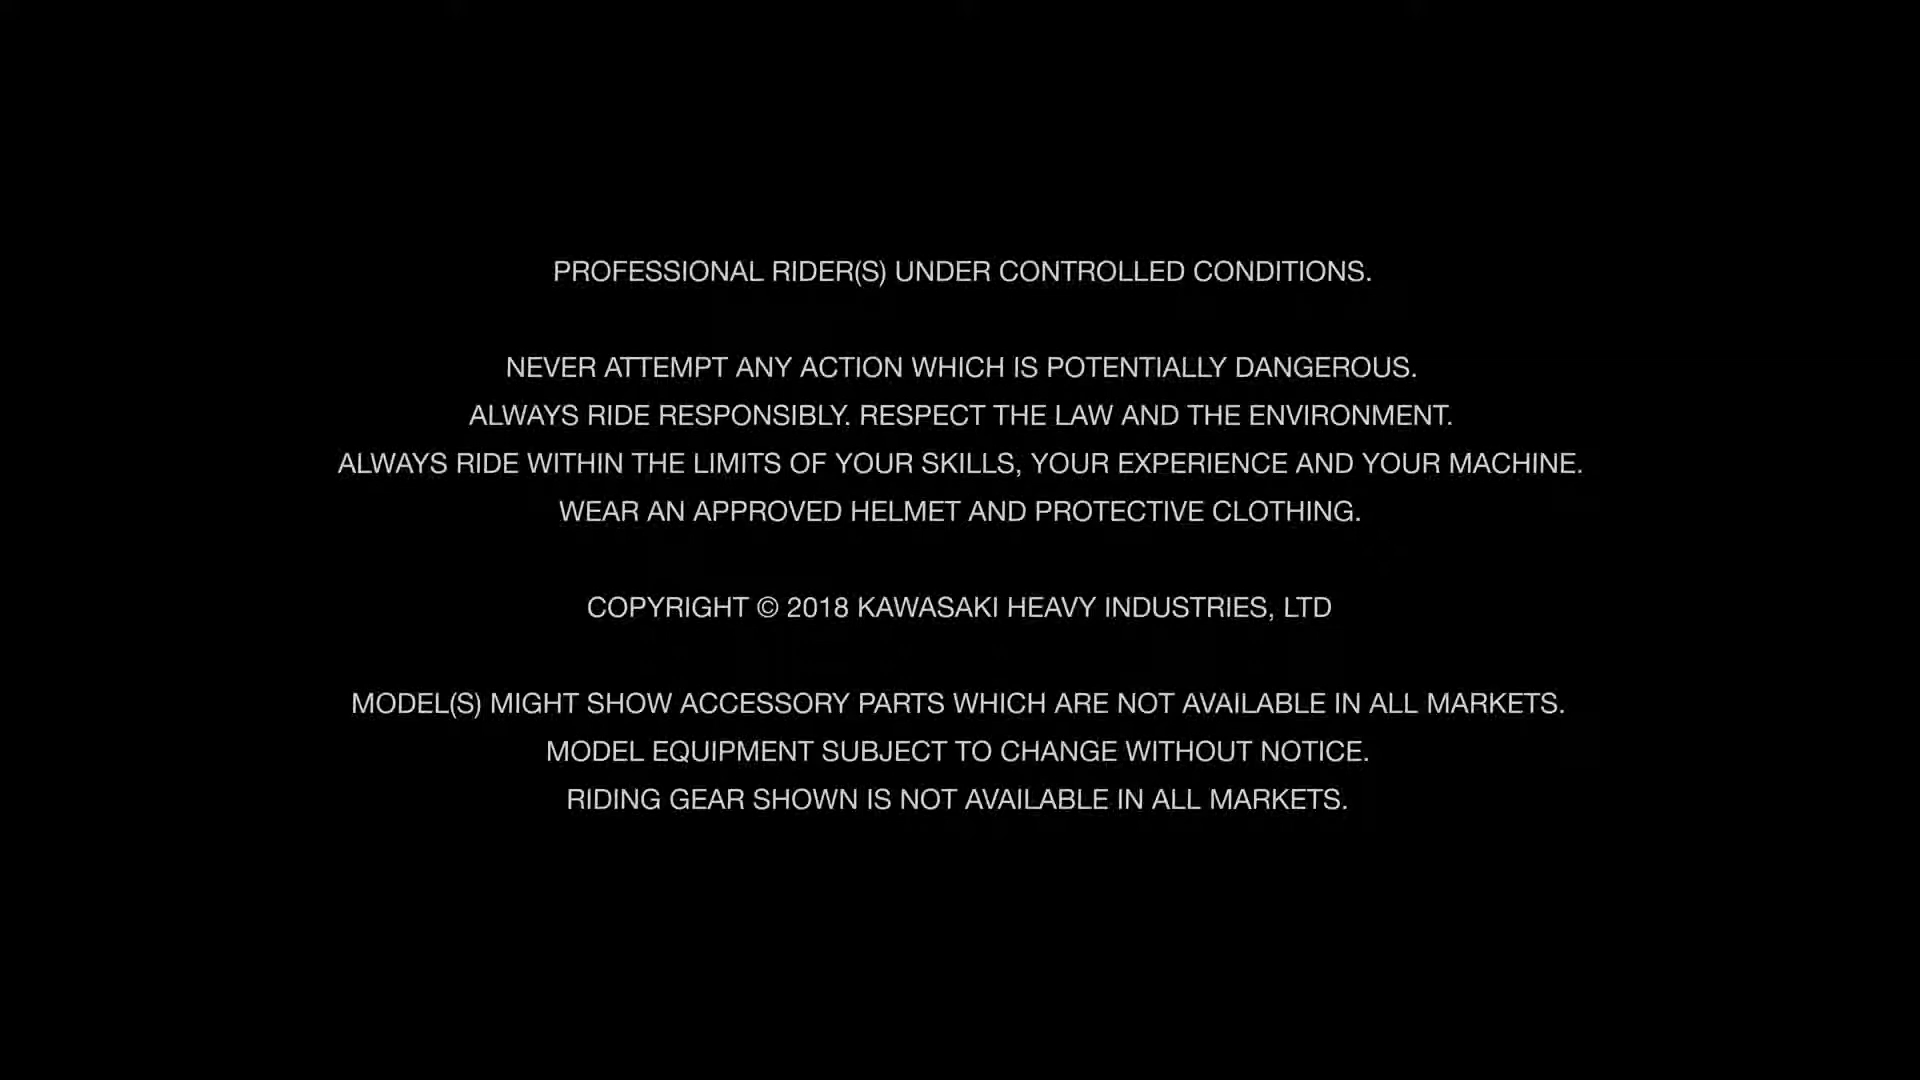 PROFESSIONAL RIDER(S) UNDER CONTROLLED CONDITIONS.
NEVER ATTEMPT ANY ACTION WHICH IS POTENTIALLY DANGEROUS.
ALWAYS RIDE RESPONSIBLY. RESPECT THE LAW AND THE ENVIRONMENT.
ALWAYS RIDE WITHIN THE LIMITS OF YOUR SKILLS, YOUR EXPERIENCE AND YOUR MACHINE.
WEAR AN APPROVED HELMET AND PROTECTIVE CLOTHING.
COPYRIGHT © 2018 KAWASAKI HEAVY INDUSTRIES, LTD
MODEL(S) MIGHT SHOW ACCESSORY PARTS WHICH ARE NOT AVAILABLE IN ALL MARKETS.
MODEL EQUIPMENT SUBJECT TO CHANGE WITHOUT NOTICE.
RIDING GEAR SHOWN IS NOT AVAILABLE IN ALL MARKETS.